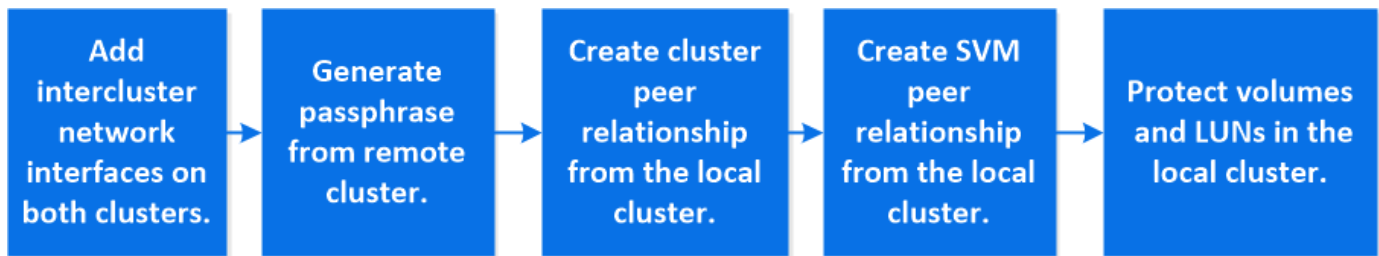 Add
intercluster
network
interfaces on
both clusters.
Generate
passphrase
from remote
cluster.
Create cluster
peer
relationship
from the local
cluster.
Create SVM
peer
relationship
from the local
cluster.
Protect volumes
and LUNs in the
local cluster.